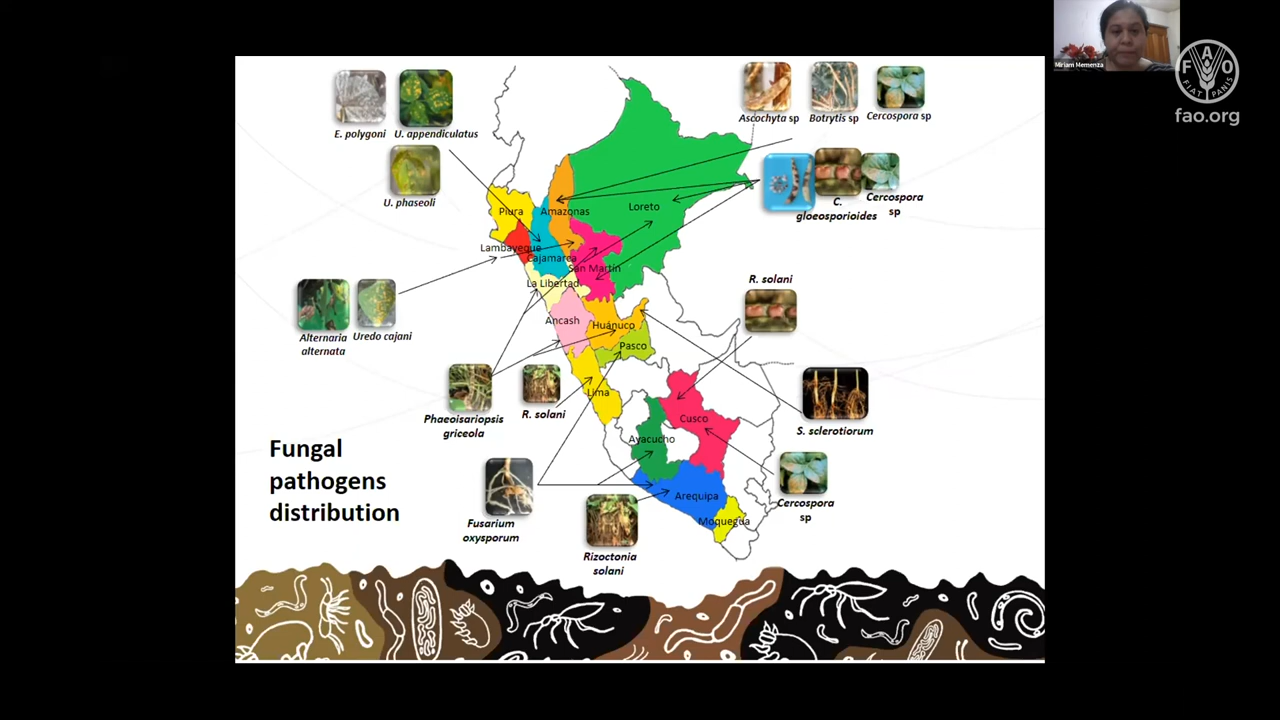 Miriam Memenza
F A O
FIAT PANIS
fao.org
E. polygoni
U. appendiculatus
U. phaseoli
Ascochyta sp
Botrytis sp
Cercospora sp
C.
gloeosporioides
Cercospora
sp
Piura
Amazonas
Loreto
Lambayeque
Cajamarca
San Martín
La Libertad
Ancash
Huánuco
Pasco
Lima
Cusco
Ayacucho
Arequipa
Moquegua
Alternaria
alternata
Uredo cajani
R. solani
Phaeoisariopsis
griceola
R. solani
S. sclerotiorum
Fungal
pathogens
distribution
Fusarium
oxysporum
Rizoctonia
solani
Cercospora
sp